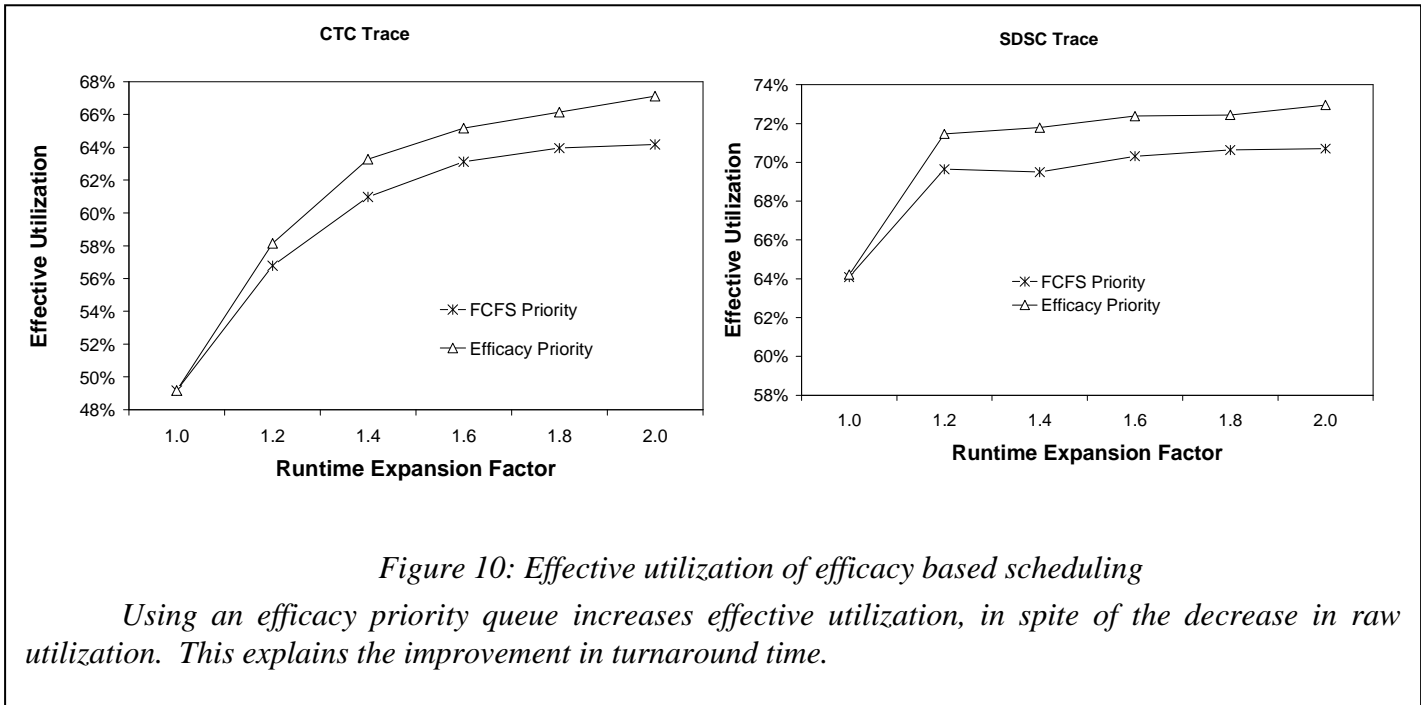 CTC Trace
68%
66%
64%
62%
60%
58%
56%
54%
52%
50%
48%
Effective Utilization
FCFS Priority
Efficacy Priority
1.0 1.2 1.4 1.6 1.8 2.0
Runtime Expansion Factor
SDSC Trace
74%
72%
70%
68%
66%
64%
62%
60%
58%
Effective Utilization
FCFS Priority
Efficacy Priority
1.0 1.2 1.4 1.6 1.8 2.0
Runtime Expansion Factor
Figure 10: Effective utilization of efficacy based scheduling
Using an efficacy priority queue increases effective utilization, in spite of the decrease in raw
utilization. This explains the improvement in turnaround time.